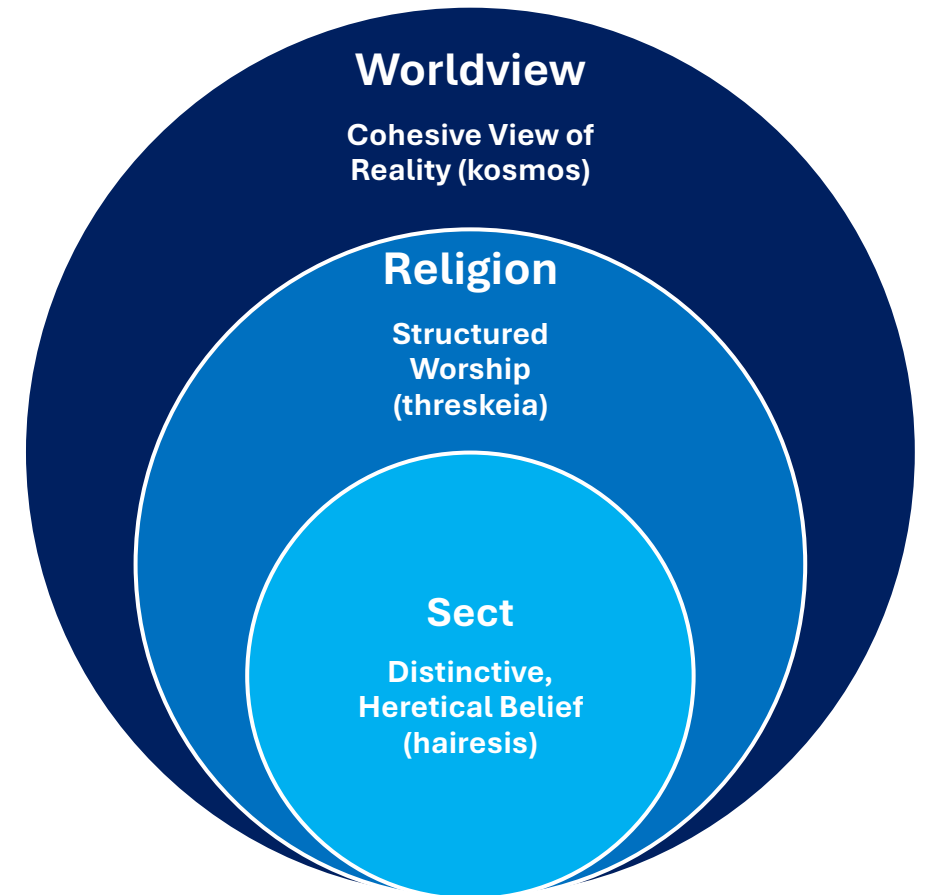 Worldview
Cohesive View of
Reality (kosmos)
Religion
Structured
Worship
(threskeia)
Sect
Distinctive,
Heretical Belief
(hairesis)